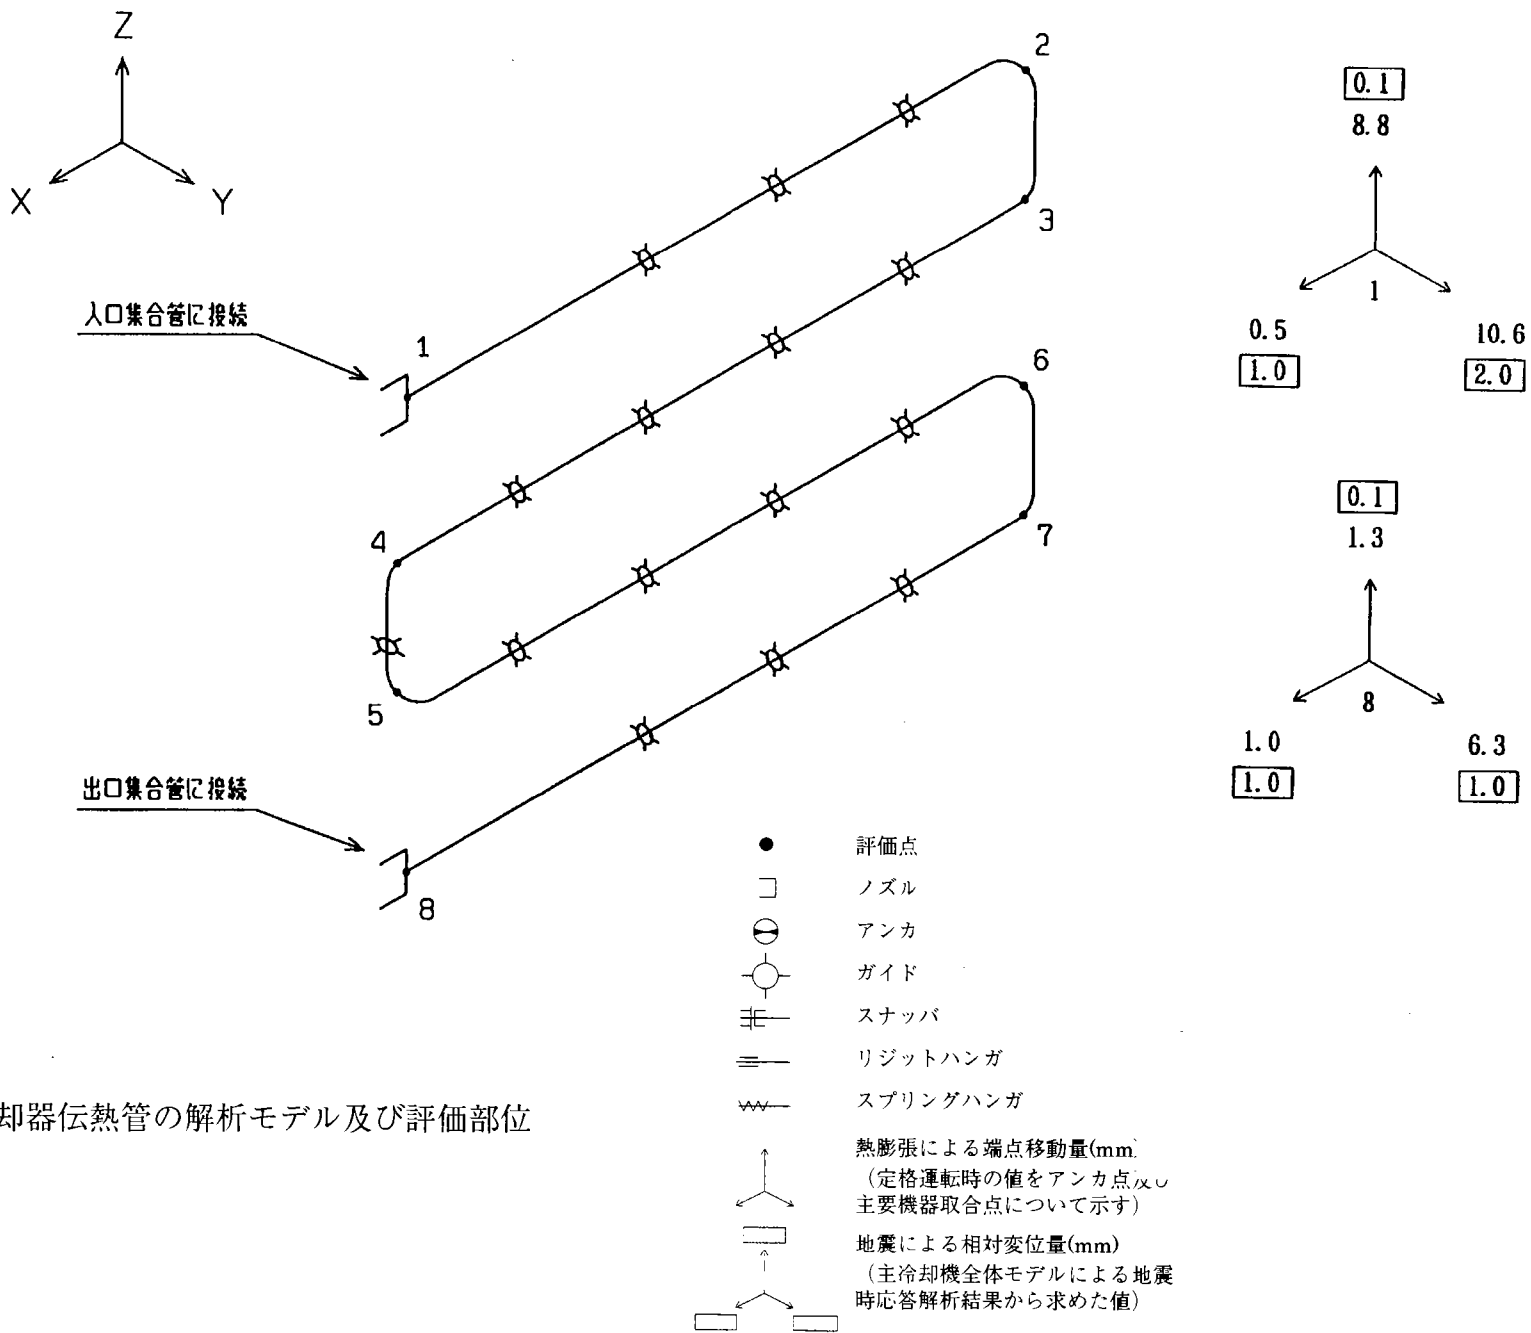 Z
X
Y
2
3
入口集合管に接続
1
6
4
7
5
出口集合管に接続
8
0.1
8.8
1
0.5
10.6
1.0
2.0
0.1
1.3
8
1.0
6.3
1.0
1.0
評価点
ノズル
アンカ
ガイド
スナッバ
リジットハンガ
スプリングハンガ
熱膨張による端点移動量(mm)
(定格運転時の値をアンカ点及び
主要機器取合点について示す)
地震による相対変位量(mm)
(主冷却機全体モデルによる地震
時応答解析結果から求めた値)
却器伝熱管の解析モデル及び評価部位